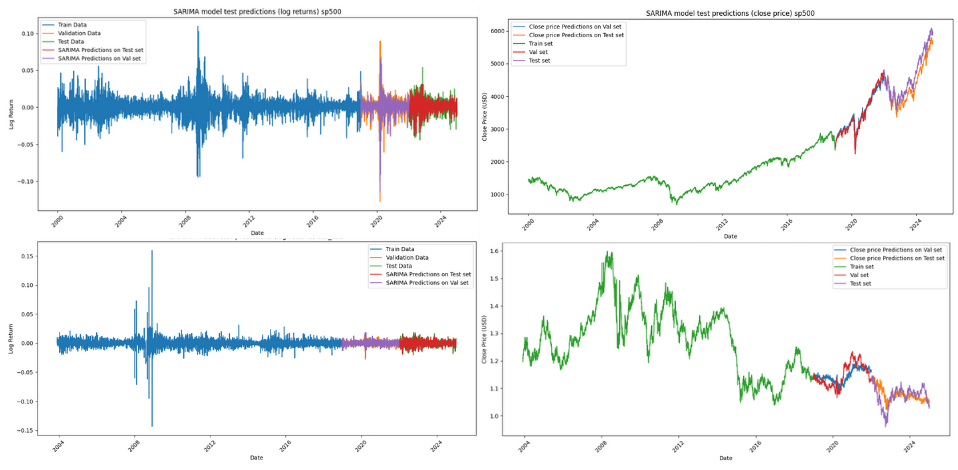 SARIMA model test predictions (log returns) sp500
Train Data
Validation Data
Test Data
SARIMA Predictions on Test set
SARIMA Predictions on Val set
0.10
0.05
0.00
−0.05
−0.10
Log Return
2000
2004
2008
2012
2016
2020
2024
Date
SARIMA model test predictions (close price) sp500
Close price Predictions on Val set
Close price Predictions on Test set
Train set
Val set
Test set
6000
5000
4000
3000
2000
1000
Close Price (USD)
2000
2004
2008
2012
2016
2020
2024
Date
Train Data
Validation Data
Test Data
SARIMA Predictions on Test set
SARIMA Predictions on Val set
0.15
0.10
0.05
0.00
−0.05
−0.10
−0.15
Log Return
2004
2008
2012
2016
2020
2024
Date
Close price Predictions on Val set
Close price Predictions on Test set
Train set
Val set
Test set
1.6
1.5
1.4
1.3
1.2
1.1
1.0
Close Price (USD)
2004
2008
2012
2016
2020
2024
Date